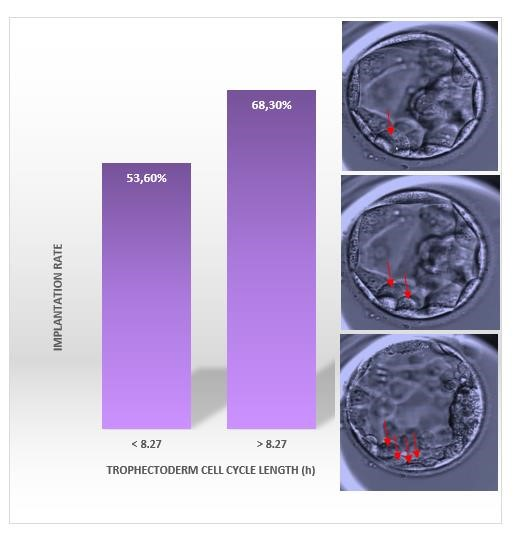 68,30%
53,60%
IMPLANTATION RATE
< 8.27
> 8.27
TROPHECTODERM CELL CYCLE LENGTH (h)